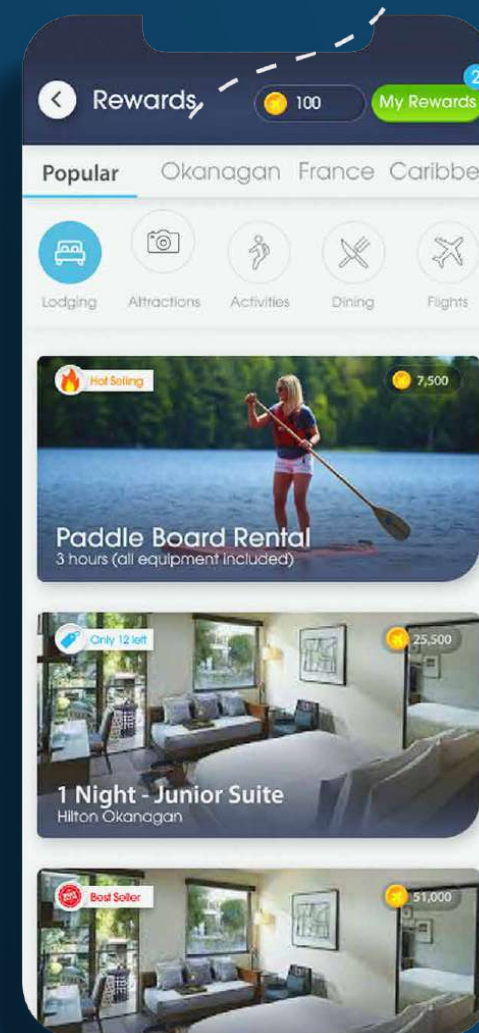 Rewards
100
My Rewards
2
Popular
Okanagan
France
Caribbe
Lodging
Attractions
Activities
Dining
Flights
Hot Selling
7,500
Paddle Board Rental
3 hours (all equipment included)
Only 12 left
25,500
1 Night - Junior Suite
Hilton Okanagan
Best Seller
51,000